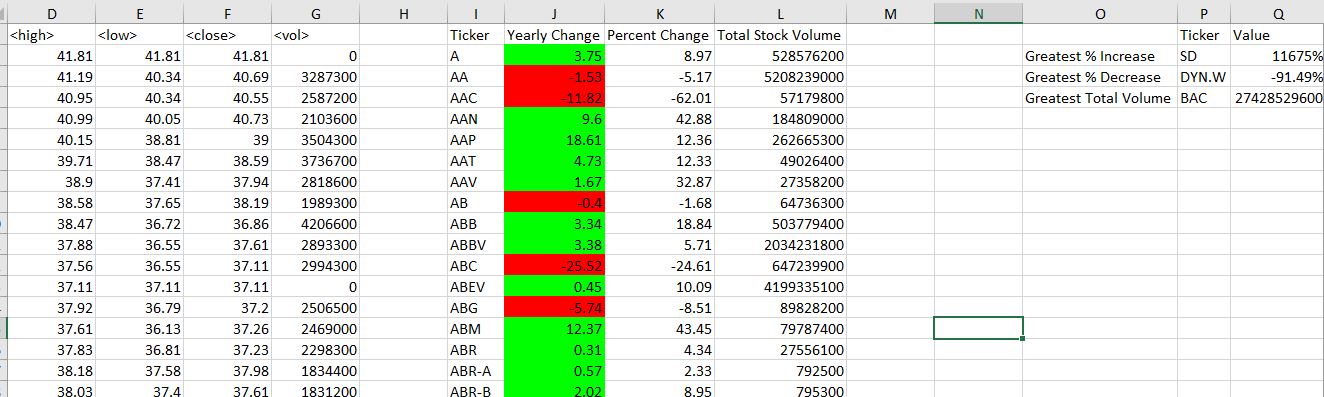 D E F G H I J K L M N O P Q
<high> <low> <close> <vol> Ticker Yearly Change Percent Change Total Stock Volume Ticker Value
41.81 41.81 41.81 0 A 3.75 8.97 528576200 Greatest % Increase SD 11675%
41.19 40.34 40.69 3287300 AA -1.53 -5.17 5208239000 Greatest % Decrease DYN.W -91.49%
40.95 40.34 40.55 2587200 AAC -11.82 -62.01 57179800 Greatest Total Volume BAC 27428529600
40.99 40.05 40.73 2103600 AAN 9.6 42.88 184809000
40.15 38.81 39 3504300 AAP 18.61 12.36 262665300
39.71 38.47 38.59 3736700 AAT 4.73 12.33 49026400
38.9 37.41 37.94 2818600 AAV 1.67 32.87 27358200
38.58 37.65 38.19 1989300 AB -0.4 -1.68 64736300
38.47 36.72 36.86 4206600 ABB 3.34 18.84 503779400
37.88 36.55 37.61 2893300 ABBV 3.38 5.71 2034231800
37.56 36.55 37.11 2994300 ABC -25.52 -24.61 647239900
37.11 37.11 37.11 0 ABEV 0.45 10.09 4199335100
37.92 36.79 37.2 2506500 ABG -5.74 -8.51 89828200
37.61 36.13 37.26 2469000 ABM 12.37 43.45 79787400
37.83 36.81 37.23 2298300 ABR 0.31 4.34 27556100
38.18 37.58 37.98 1834400 ABR-A 0.57 2.33 792500
38.03 37.4 37.61 1831200 ABR-B 2.02 8.95 795300